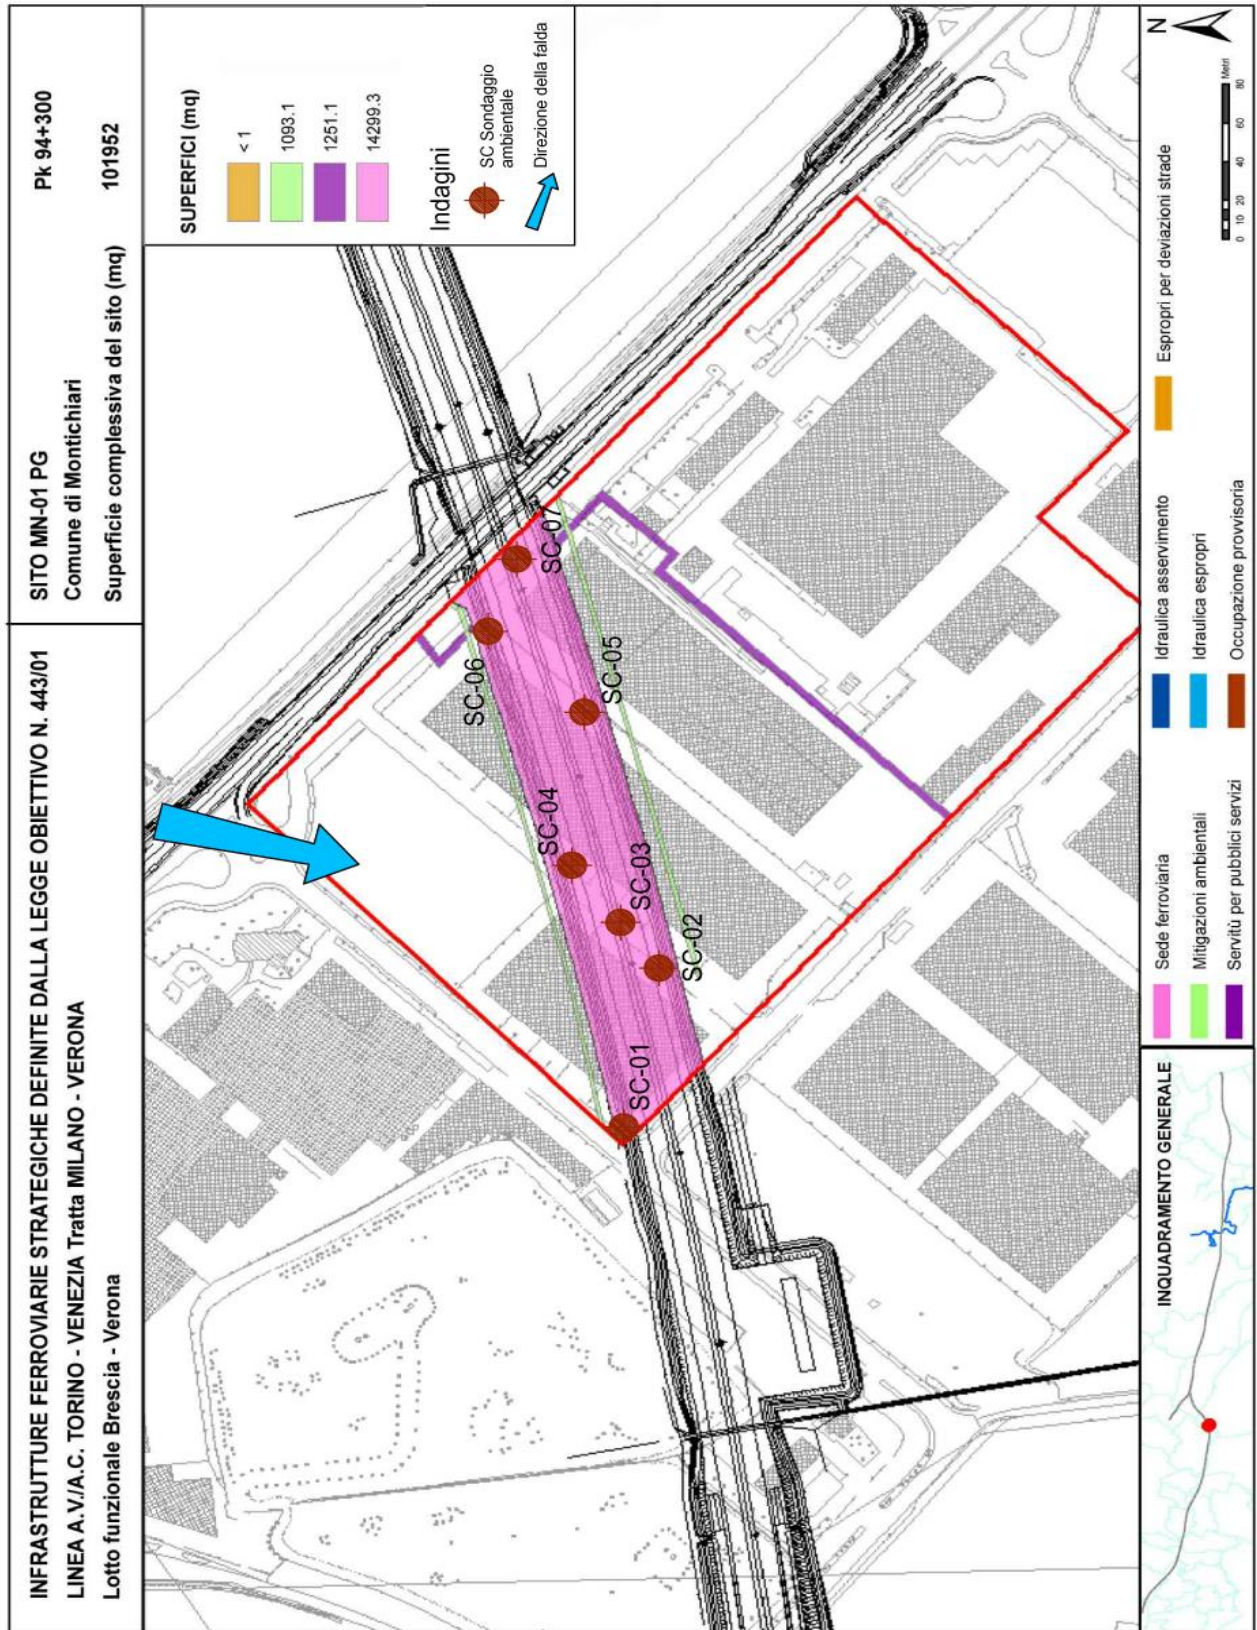 INFRASTRUTTURE FERROVIARIE STRATEGICHE DEFINITE DALLA LEGGE OBIETTIVO N. 443/01
LINEA A.V./A.C. TORINO - VENEZIA Tratta MILANO - VERONA
Lotto funzionale Brescia - Verona
SITO MN-01 PG
Pk 94+300
Comune di Montichiari
Superficie complessiva del sito (mq)
101952
SUPERFICI (mq)
< 1
1093.1
1251.1
14299.3
Indagini
SC Sondaggio
ambientale
Direzione della falda
SC-01
SC-02
SC-03
SC-04
SC-05
SC-06
SC-07
INQUADRAMENTO GENERALE
Sede ferroviaria
Mitigazioni ambientali
Servitù per pubblici servizi
Idraulica asservimento
Idraulica espropri
Occupazione provvisoria
Espropri per deviazioni strade
N
Metri
0 10 20 40 60 80